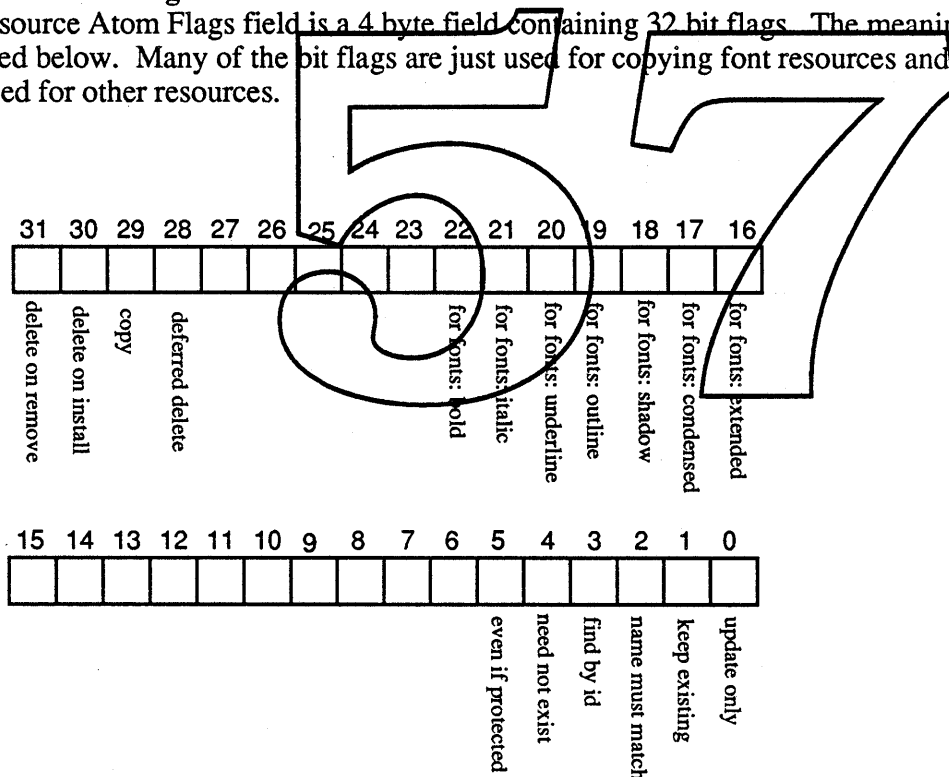 source Atom Flags field is a 4 byte field containing 32 bit flags. The meanin
ed below. Many of the bit flags are just used for copying font resources and
ed for other resources.
57
31 30 29 28 27 26 25 24 23 22 21 20 19 18 17 16
delete on remove
delete on install
copy
deferred delete
for fonts: bold
for fonts: italic
for fonts: underline
for fonts: outline
for fonts: shadow
for fonts: condensed
for fonts: extended
15 14 13 12 11 10 9 8 7 6 5 4 3 2 1 0
even if protected
need not exist
find by id
name must match
keep existing
update only